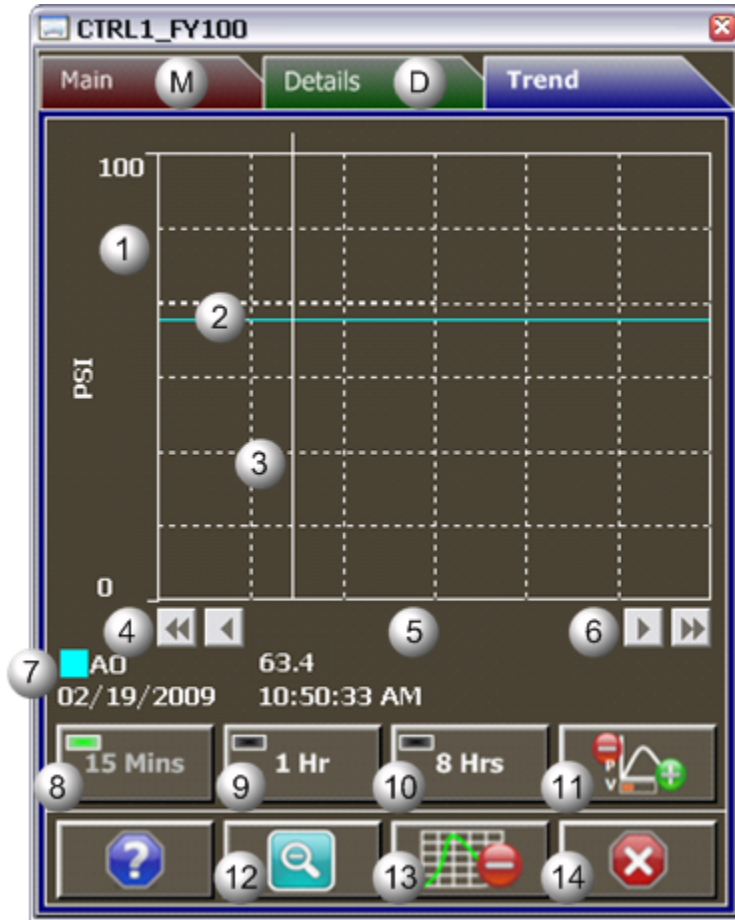 CTRL1_FY100
Main M Details D Trend
100
1
2
PSI
3
0
4 5 6
7 AO 63.4
02/19/2009 10:50:33 AM
15 Mins 1 Hr 8 Hrs P V
8 9 10 11
?
12 13 14